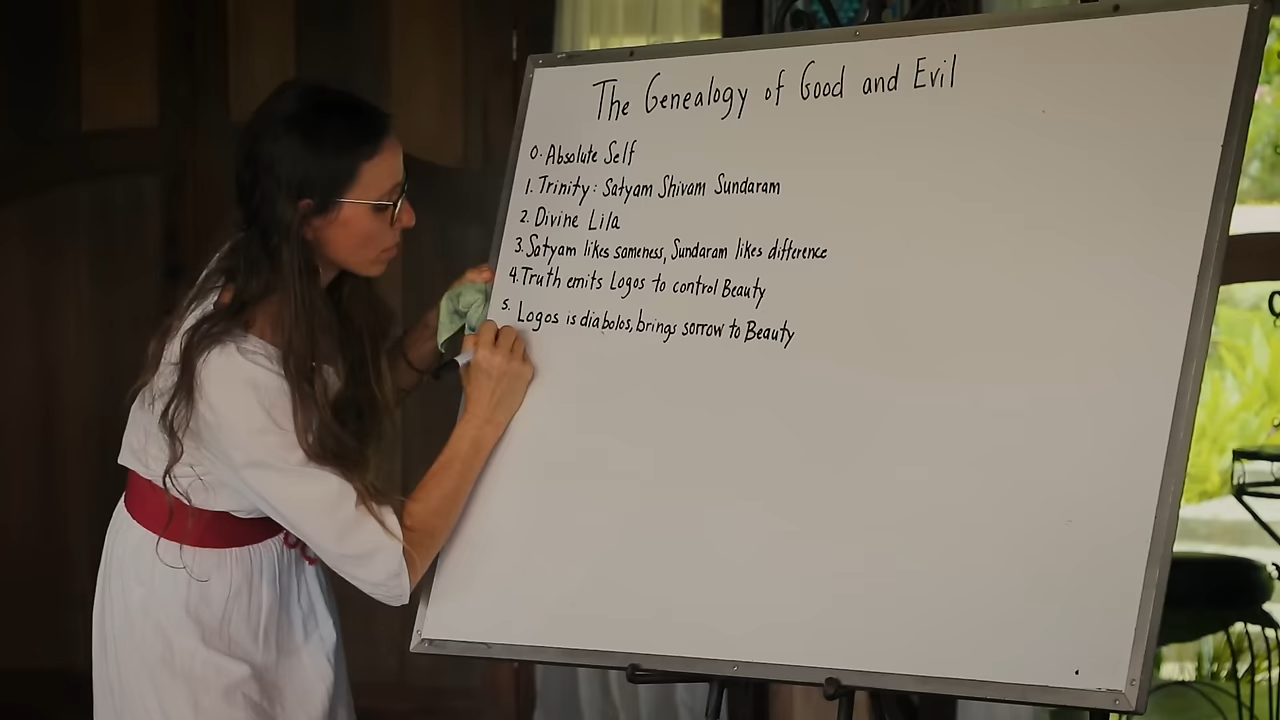 The Genealogy of Good and Evil
0. Absolute Self
1. Trinity: Satyam Shivam Sundaram
2. Divine Lila
3. Satyam likes sameness, Sundaram likes difference
4. Truth emits Logos to control Beauty
5. Logos is diabolos, brings sorrow to Beauty